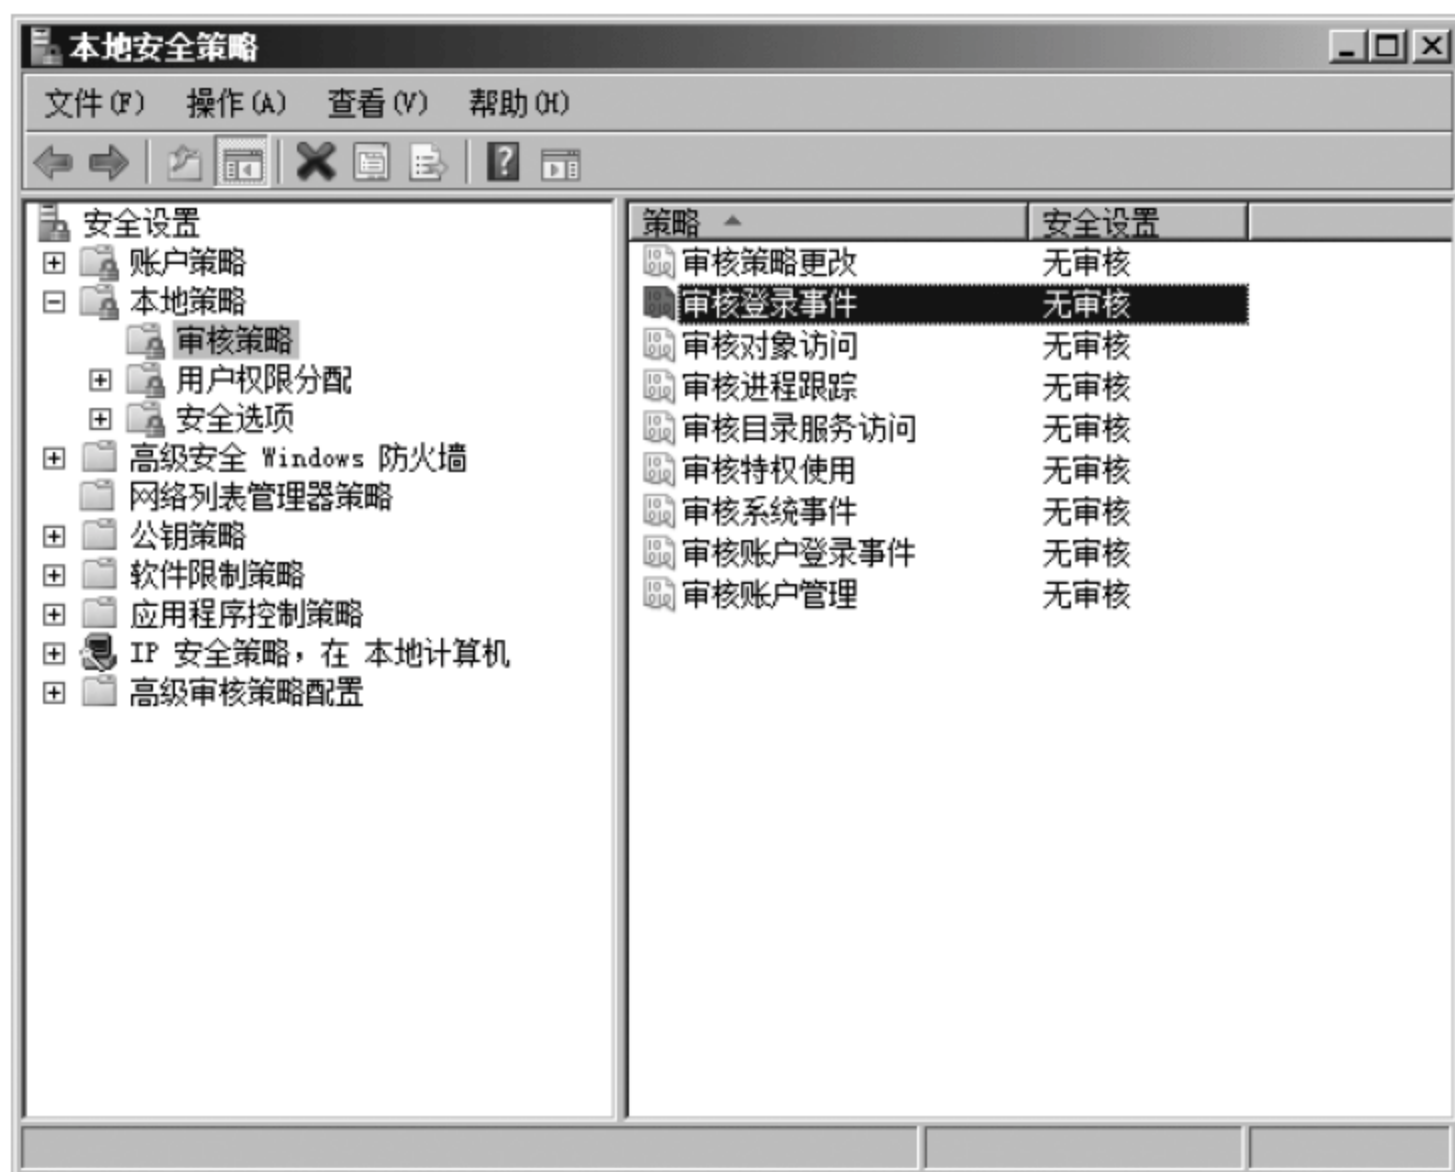 本地安全策略
文件(F) 操作(A) 查看(V) 帮助(H)
安全设置
账户策略
本地策略
审核策略
用户权限分配
安全选项
高级安全 Windows 防火墙
网络列表管理器策略
公钥策略
软件限制策略
应用程序控制策略
IP 安全策略，在 本地计算机
高级审核策略配置
策略 安全设置
审核策略更改 无审核
审核登录事件 无审核
审核对象访问 无审核
审核进程跟踪 无审核
审核目录服务访问 无审核
审核特权使用 无审核
审核系统事件 无审核
审核账户登录事件 无审核
审核账户管理 无审核